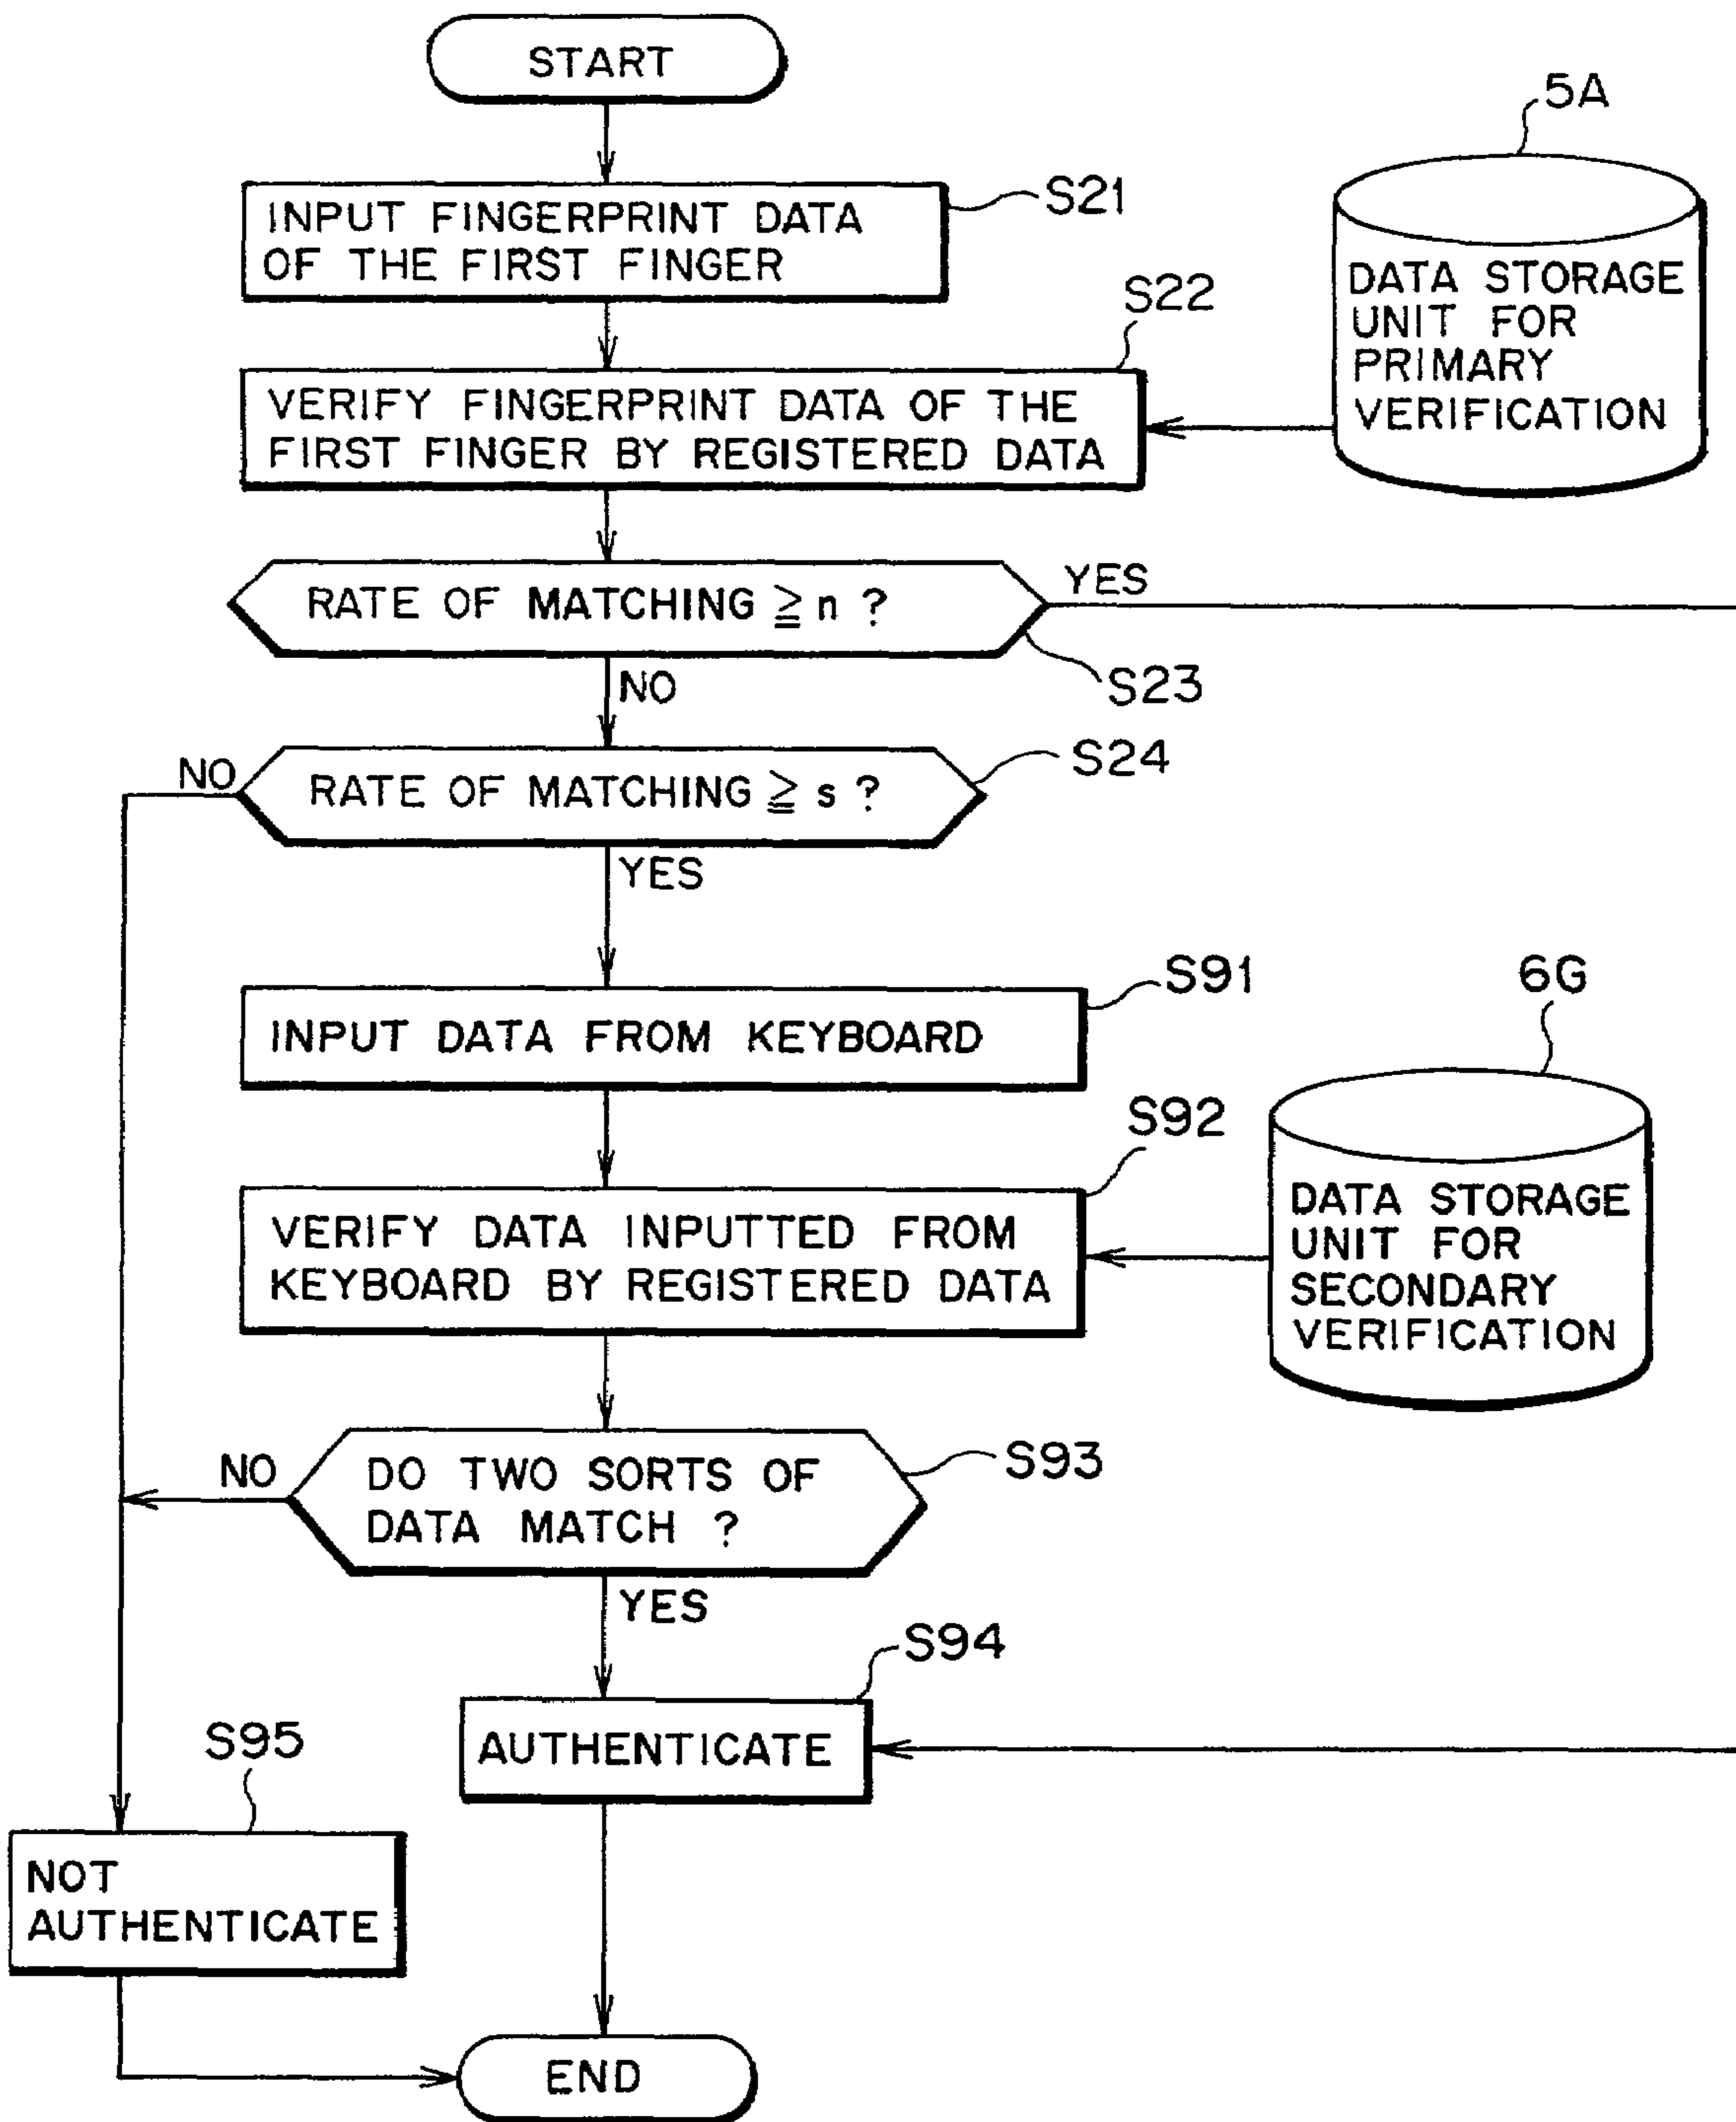 START
5A
S21
INPUT FINGERPRINT DATA
OF THE FIRST FINGER
S22
DATA STORAGE
UNIT FOR
PRIMARY
VERIFICATION
VERIFY FINGERPRINT DATA OF THE
FIRST FINGER BY REGISTERED DATA
YES
RATE OF MATCHING ≧ n ?
S23
NO
S24
NO
RATE OF MATCHING ≧ s ?
YES
S91
6G
INPUT DATA FROM KEYBOARD
S92
DATA STORAGE
UNIT FOR
SECONDARY
VERIFICATION
VERIFY DATA INPUTTED FROM
KEYBOARD BY REGISTERED DATA
S93
NO
DO TWO SORTS OF
DATA MATCH ?
YES
S94
AUTHENTICATE
S95
NOT
AUTHENTICATE
END